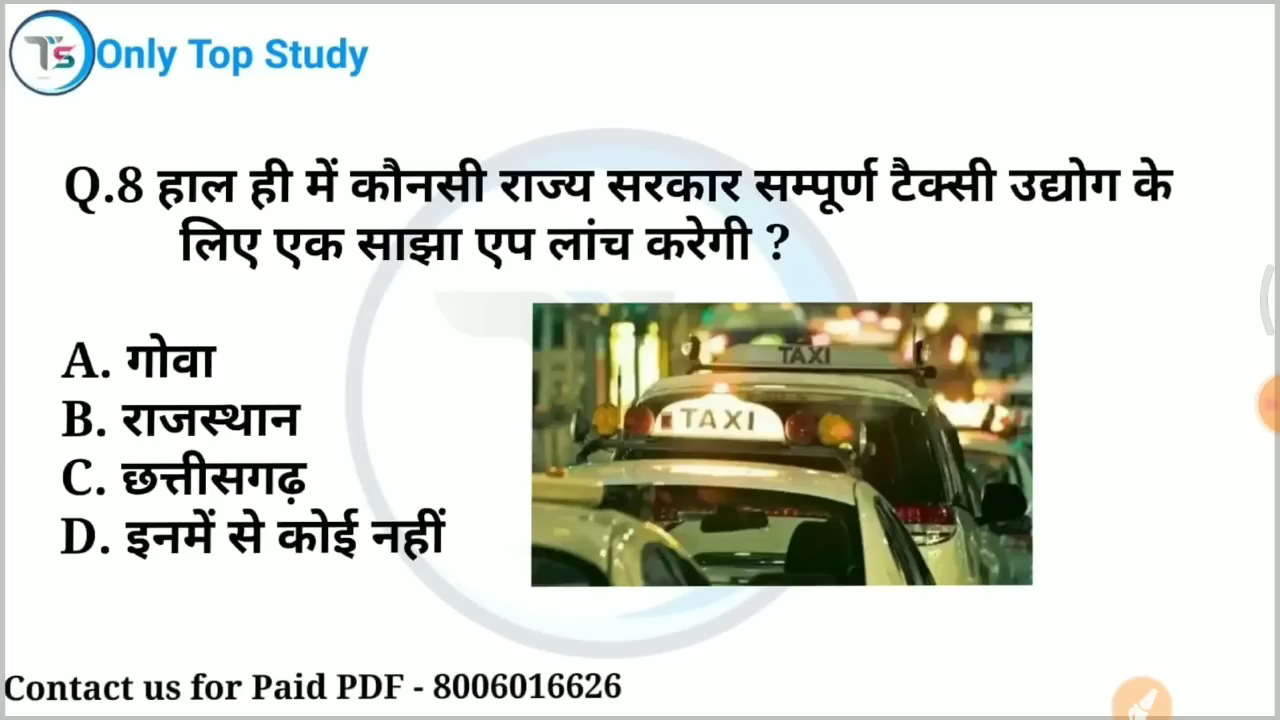 TS Only Top Study
Q.8 हाल ही में कौनसी राज्य सरकार सम्पूर्ण टैक्सी उद्योग के
लिए एक साझा एप लांच करेगी ?
A. गोवा
B. राजस्थान
C. छत्तीसगढ़
D. इनमें से कोई नहीं
TAXI
TAXI
Contact us for Paid PDF - 8006016626